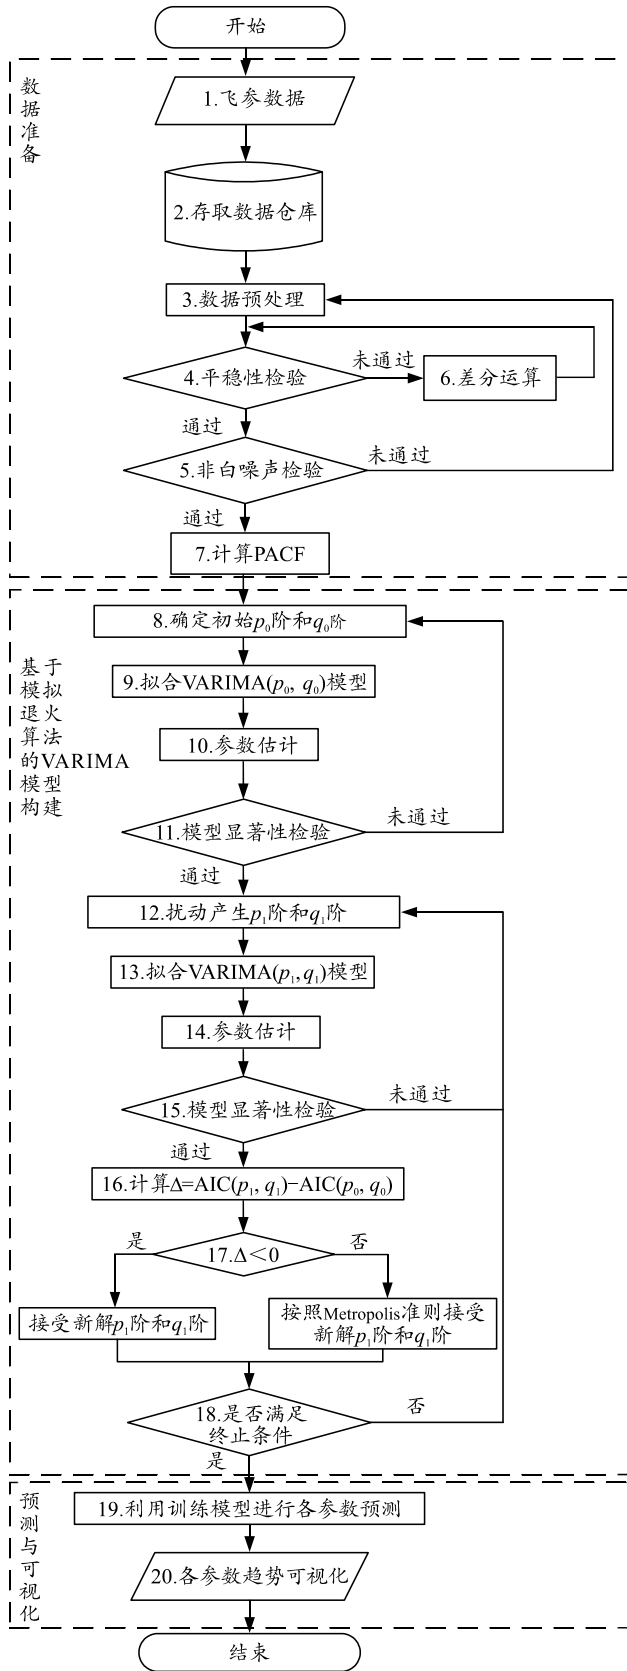 开始
数
据
准
备
1.飞参数据
2.存取数据仓库
3.数据预处理
4.平稳性检验
未通过
6.差分运算
通过
5.非白噪声检验
未通过
通过
7.计算PACF
基于
模拟
退火
算法
的VARIMA
模型
构建
8.确定初始p₀阶和q₀阶
9.拟合VARIMA(p₀, q₀)模型
10.参数估计
11.模型显著性检验
未通过
通过
12.扰动产生p₁阶和q₁阶
13.拟合VARIMA(p₁,q₁)模型
14.参数估计
15.模型显著性检验
未通过
通过
16.计算Δ=AIC(p₁, q₁)−AIC(p₀, q₀)
是
17.Δ＜0
否
接受新解p₁阶和q₁阶
按照Metropolis准则接受
新解p₁阶和q₁阶
18.是否满足
终止条件
否
是
预
测
与
可
视
化
19.利用训练模型进行各参数预测
20.各参数趋势可视化
结束